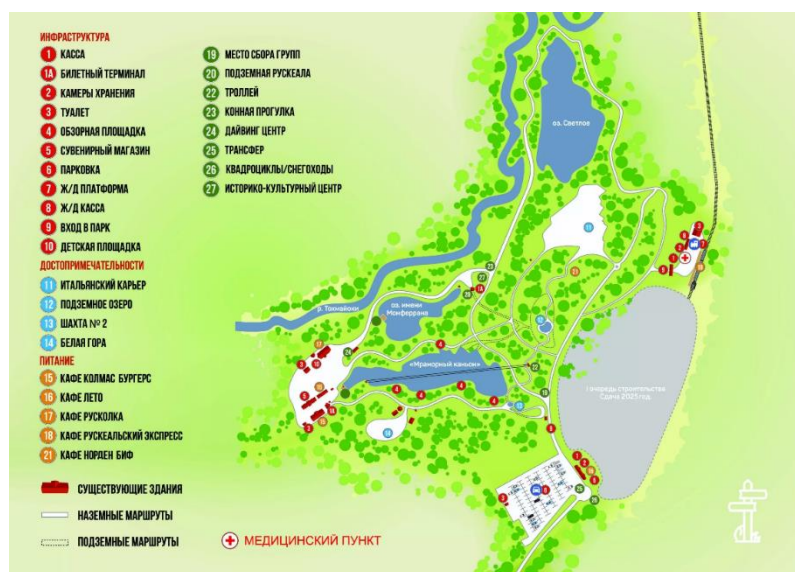 ИНФРАСТРУКТУРА
1 КАССА
1А БИЛЕТНЫЙ ТЕРМИНАЛ
2 КАМЕРЫ ХРАНЕНИЯ
3 ТУАЛЕТ
4 ОБЗОРНАЯ ПЛОЩАДКА
5 СУВЕНИРНЫЙ МАГАЗИН
6 ПАРКОВКА
7 Ж/Д ПЛАТФОРМА
8 Ж/Д КАССА
9 ВХОД В ПАРК
10 ДЕТСКАЯ ПЛОЩАДКА
ДОСТОПРИМЕЧАТЕЛЬНОСТИ
11 ИТАЛЬЯНСКИЙ КАРЬЕР
12 ПОДЗЕМНОЕ ОЗЕРО
13 ШАХТА № 2
14 БЕЛАЯ ГОРА
ПИТАНИЕ
15 КАФЕ КОЛМАС БУРГЕРС
16 КАФЕ ЛЕТО
17 КАФЕ РУСКОЛКА
18 КАФЕ РУСКЕАЛЬСКИЙ ЭКСПРЕСС
21 КАФЕ НОРДЕН БИФ
СУЩЕСТВУЮЩИЕ ЗДАНИЯ
НАЗЕМНЫЕ МАРШРУТЫ
ПОДЗЕМНЫЕ МАРШРУТЫ
19 МЕСТО СБОРА ГРУПП
20 ПОДЗЕМНАЯ РУСКЕАЛА
22 ТРОЛЛЕЙ
23 КОННАЯ ПРОГУЛКА
24 ДАЙВИНГ ЦЕНТР
25 ТРАНСФЕР
26 КВАДРОЦИКЛЫ/СНЕГОХОДЫ
27 ИСТОРИКО-КУЛЬТУРНЫЙ ЦЕНТР
МЕДИЦИНСКИЙ ПУНКТ
оз. Светлое
р. Тохмайоки
оз. имени
Монферрана
«Мраморный каньон»
I очередь строительства
Сдача 2025 год